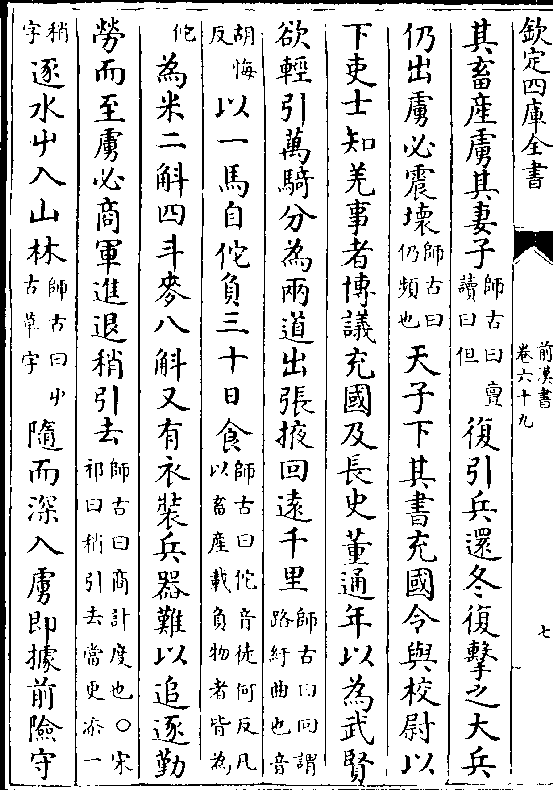 欽定四庫全書
前漢書
卷六十九
七
其畜産虜其妻子師古曰亶讀曰但復引兵還冬復擊之大兵
仍出虜必震壊師古曰仍頻也天子下其書充國令與校尉以
下吏士知羌事者博議充國及長史董通年以為武賢
欲輕引萬騎分為兩道出張掖回遠千里師古曰回謂路紆曲也音
胡悔反以一馬自佗負三十日食師古曰佗音徒何反凡以畜産載負物者皆為
佗為米二斛四斗麥八斛又有衣裝兵器難以追逐勤
勞而至虜必商軍進退稍引去師古曰商計度也○宋祁曰稍引去當更添一
稍字逐水屮入山林師古曰屮古草字隨而深入虜即據前險守